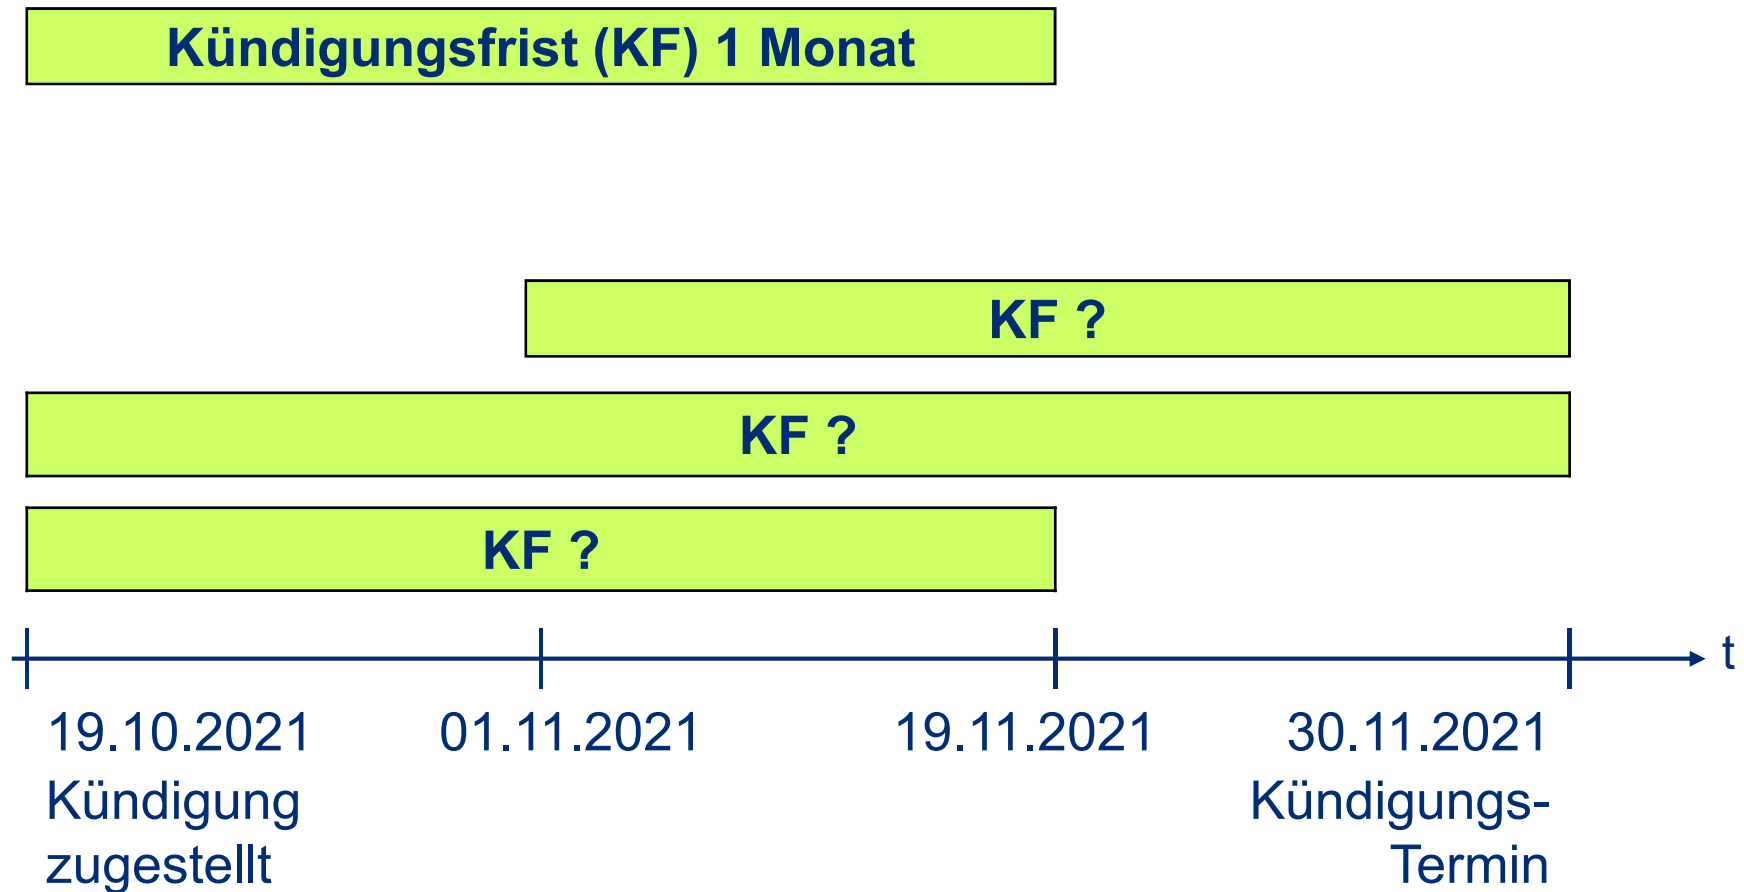 Kündigungsfrist (KF) 1 Monat
KF ?
KF ?
KF ?
t
19.10.2021
01.11.2021
19.11.2021
30.11.2021
Kündigung
zugestellt
Kündigungs-
Termin